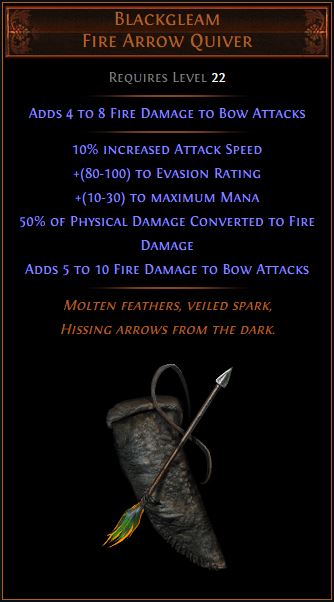 Blackgleam
Fire Arrow Quiver
Requires Level 22
Adds 4 to 8 Fire Damage to Bow Attacks
10% increased Attack Speed
+(80-100) to Evasion Rating
+(10-30) to maximum Mana
50% of Physical Damage Converted to Fire
Damage
Adds 5 to 10 Fire Damage to Bow Attacks
Molten feathers, veiled spark,
Hissing arrows from the dark.